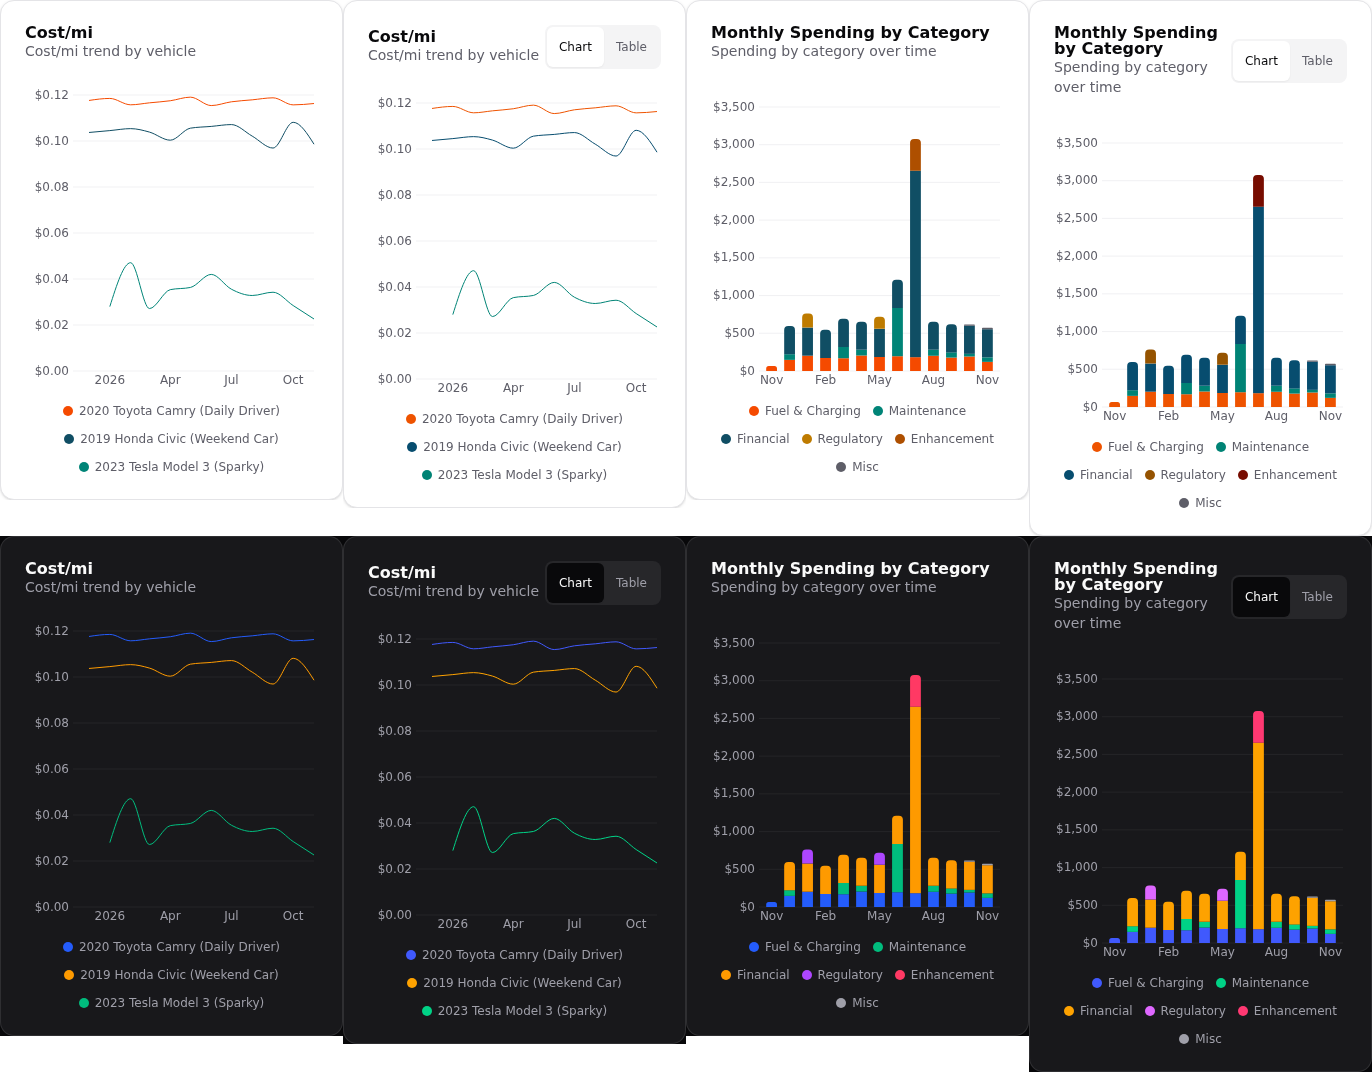 Cost/mi
Cost/mi trend by vehicle
$0.12
$0.10
$0.08
$0.06
$0.04
$0.02
$0.00
2026 Apr Jul Oct
2020 Toyota Camry (Daily Driver)
2019 Honda Civic (Weekend Car)
2023 Tesla Model 3 (Sparky)
Cost/mi
Cost/mi trend by vehicle
Chart Table
$0.12
$0.10
$0.08
$0.06
$0.04
$0.02
$0.00
2026 Apr Jul Oct
2020 Toyota Camry (Daily Driver)
2019 Honda Civic (Weekend Car)
2023 Tesla Model 3 (Sparky)
Monthly Spending by Category
Spending by category over time
$3,500
$3,000
$2,500
$2,000
$1,500
$1,000
$500
$0
Nov Feb May Aug Nov
Fuel & Charging Maintenance
Financial Regulatory Enhancement
Misc
Monthly Spending
by Category
Spending by category
over time
Chart Table
$3,500
$3,000
$2,500
$2,000
$1,500
$1,000
$500
$0
Nov Feb May Aug Nov
Fuel & Charging Maintenance
Financial Regulatory Enhancement
Misc
Cost/mi
Cost/mi trend by vehicle
$0.12
$0.10
$0.08
$0.06
$0.04
$0.02
$0.00
2026 Apr Jul Oct
2020 Toyota Camry (Daily Driver)
2019 Honda Civic (Weekend Car)
2023 Tesla Model 3 (Sparky)
Cost/mi
Cost/mi trend by vehicle
Chart Table
$0.12
$0.10
$0.08
$0.06
$0.04
$0.02
$0.00
2026 Apr Jul Oct
2020 Toyota Camry (Daily Driver)
2019 Honda Civic (Weekend Car)
2023 Tesla Model 3 (Sparky)
Monthly Spending by Category
Spending by category over time
$3,500
$3,000
$2,500
$2,000
$1,500
$1,000
$500
$0
Nov Feb May Aug Nov
Fuel & Charging Maintenance
Financial Regulatory Enhancement
Misc
Monthly Spending
by Category
Spending by category
over time
Chart Table
$3,500
$3,000
$2,500
$2,000
$1,500
$1,000
$500
$0
Nov Feb May Aug Nov
Fuel & Charging Maintenance
Financial Regulatory Enhancement
Misc